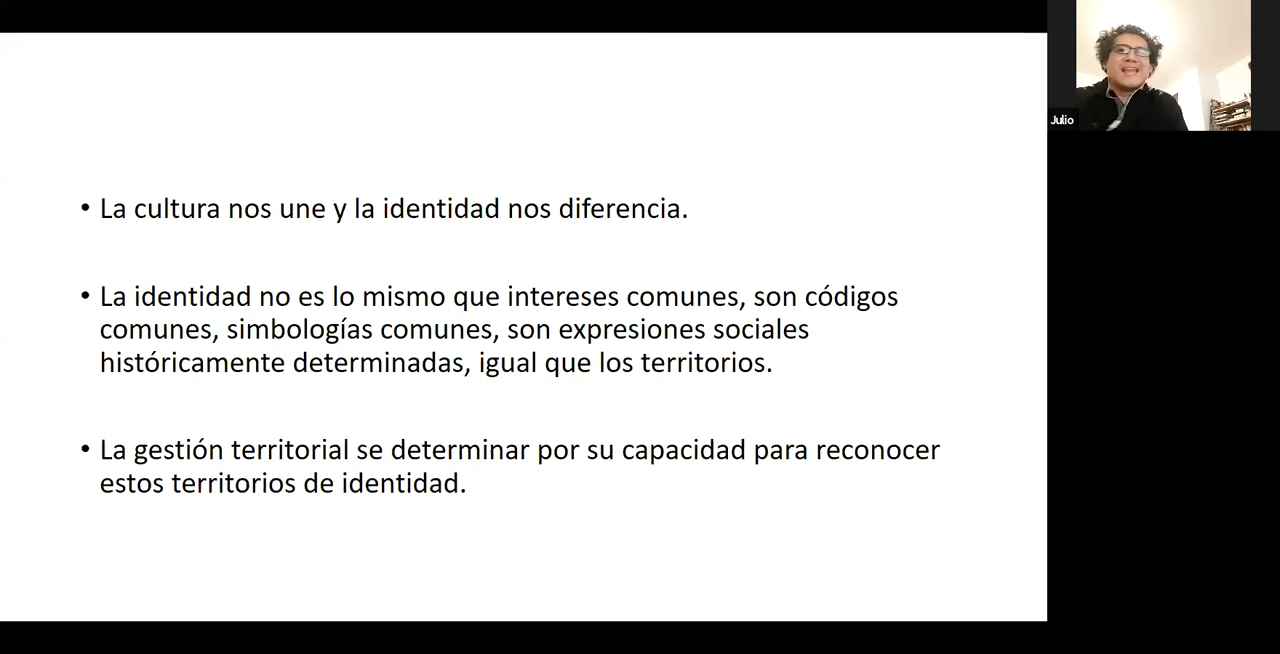 • La cultura nos une y la identidad nos diferencia.
• La identidad no es lo mismo que intereses comunes, son códigos
comunes, simbologías comunes, son expresiones sociales
históricamente determinadas, igual que los territorios.
• La gestión territorial se determinar por su capacidad para reconocer
estos territorios de identidad.
Julio